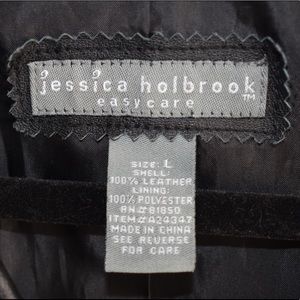 jessica holbrook
easycare TM
SIZE: L
SHELL:
100% LEATHER
LINING:
100% POLYESTER
RN# 81850
ITEM# A24347
MADE IN CHINA
SEE REVERSE
FOR CARE